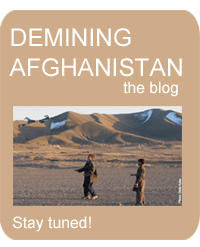 DEMINING
AFGHANISTAN
the blog
Stay tuned!